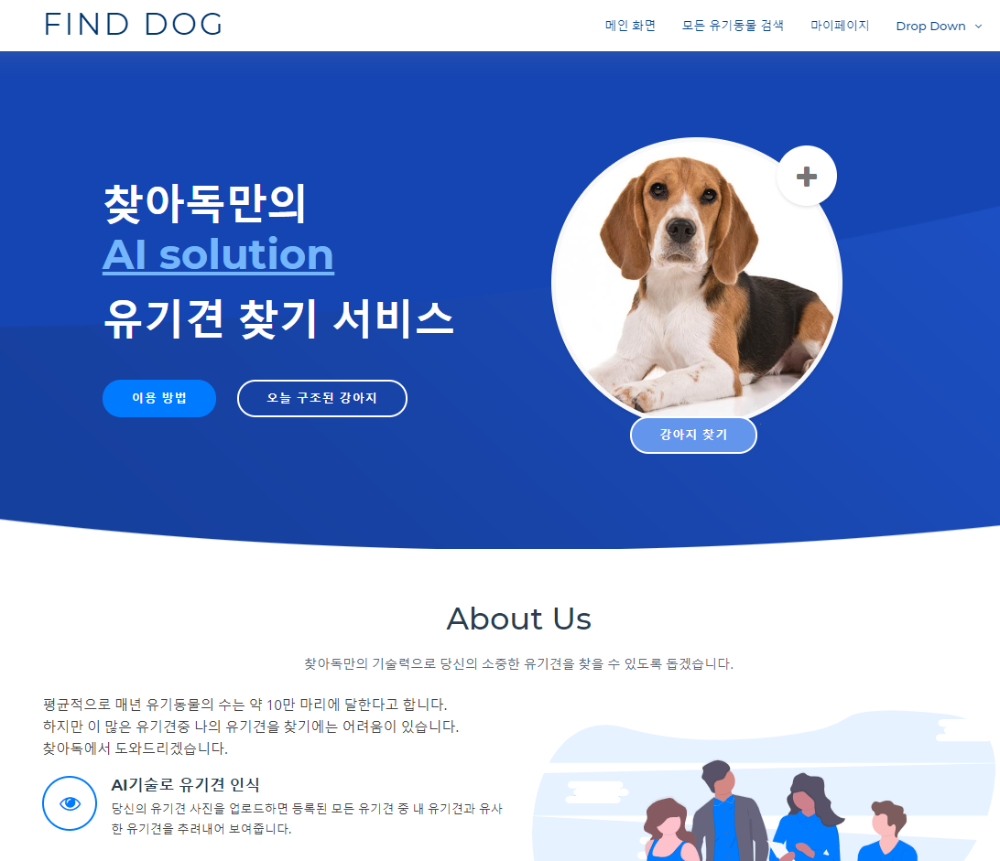 FIND DOG
메인 화면
모든 유기동물 검색
마이페이지
Drop Down
찾아독만의
AI solution
유기견 찾기 서비스
이용 방법
오늘 구조된 강아지
강아지 찾기
About Us
찾아독만의 기술력으로 당신의 소중한 유기견을 찾을 수 있도록 돕겠습니다.
평균적으로 매년 유기동물의 수는 약 10만 마리에 달한다고 합니다.
하지만 이 많은 유기견중 나의 유기견을 찾기에는 어려움이 있습니다.
찾아독에서 도와드리겠습니다.
AI기술로 유기견 인식
당신의 유기견 사진을 업로드하면 등록된 모든 유기견 중 내 유기견과 유사
한 유기견을 추려내어 보여줍니다.